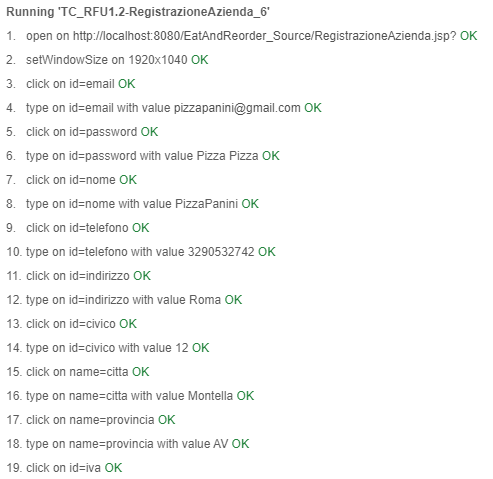 Running 'TC_RFU1.2-RegistrazioneAzienda_6'
1. open on http://localhost:8080/EatAndReorder_Source/RegistrazioneAzienda.jsp? OK
2. setWindowSize on 1920x1040 OK
3. click on id=email OK
4. type on id=email with value pizzapanini@gmail.com OK
5. click on id=password OK
6. type on id=password with value Pizza Pizza OK
7. click on id=nome OK
8. type on id=nome with value PizzaPanini OK
9. click on id=telefono OK
10. type on id=telefono with value 3290532742 OK
11. click on id=indirizzo OK
12. type on id=indirizzo with value Roma OK
13. click on id=civico OK
14. type on id=civico with value 12 OK
15. click on name=citta OK
16. type on name=citta with value Montella OK
17. click on name=provincia OK
18. type on name=provincia with value AV OK
19. click on id=iva OK